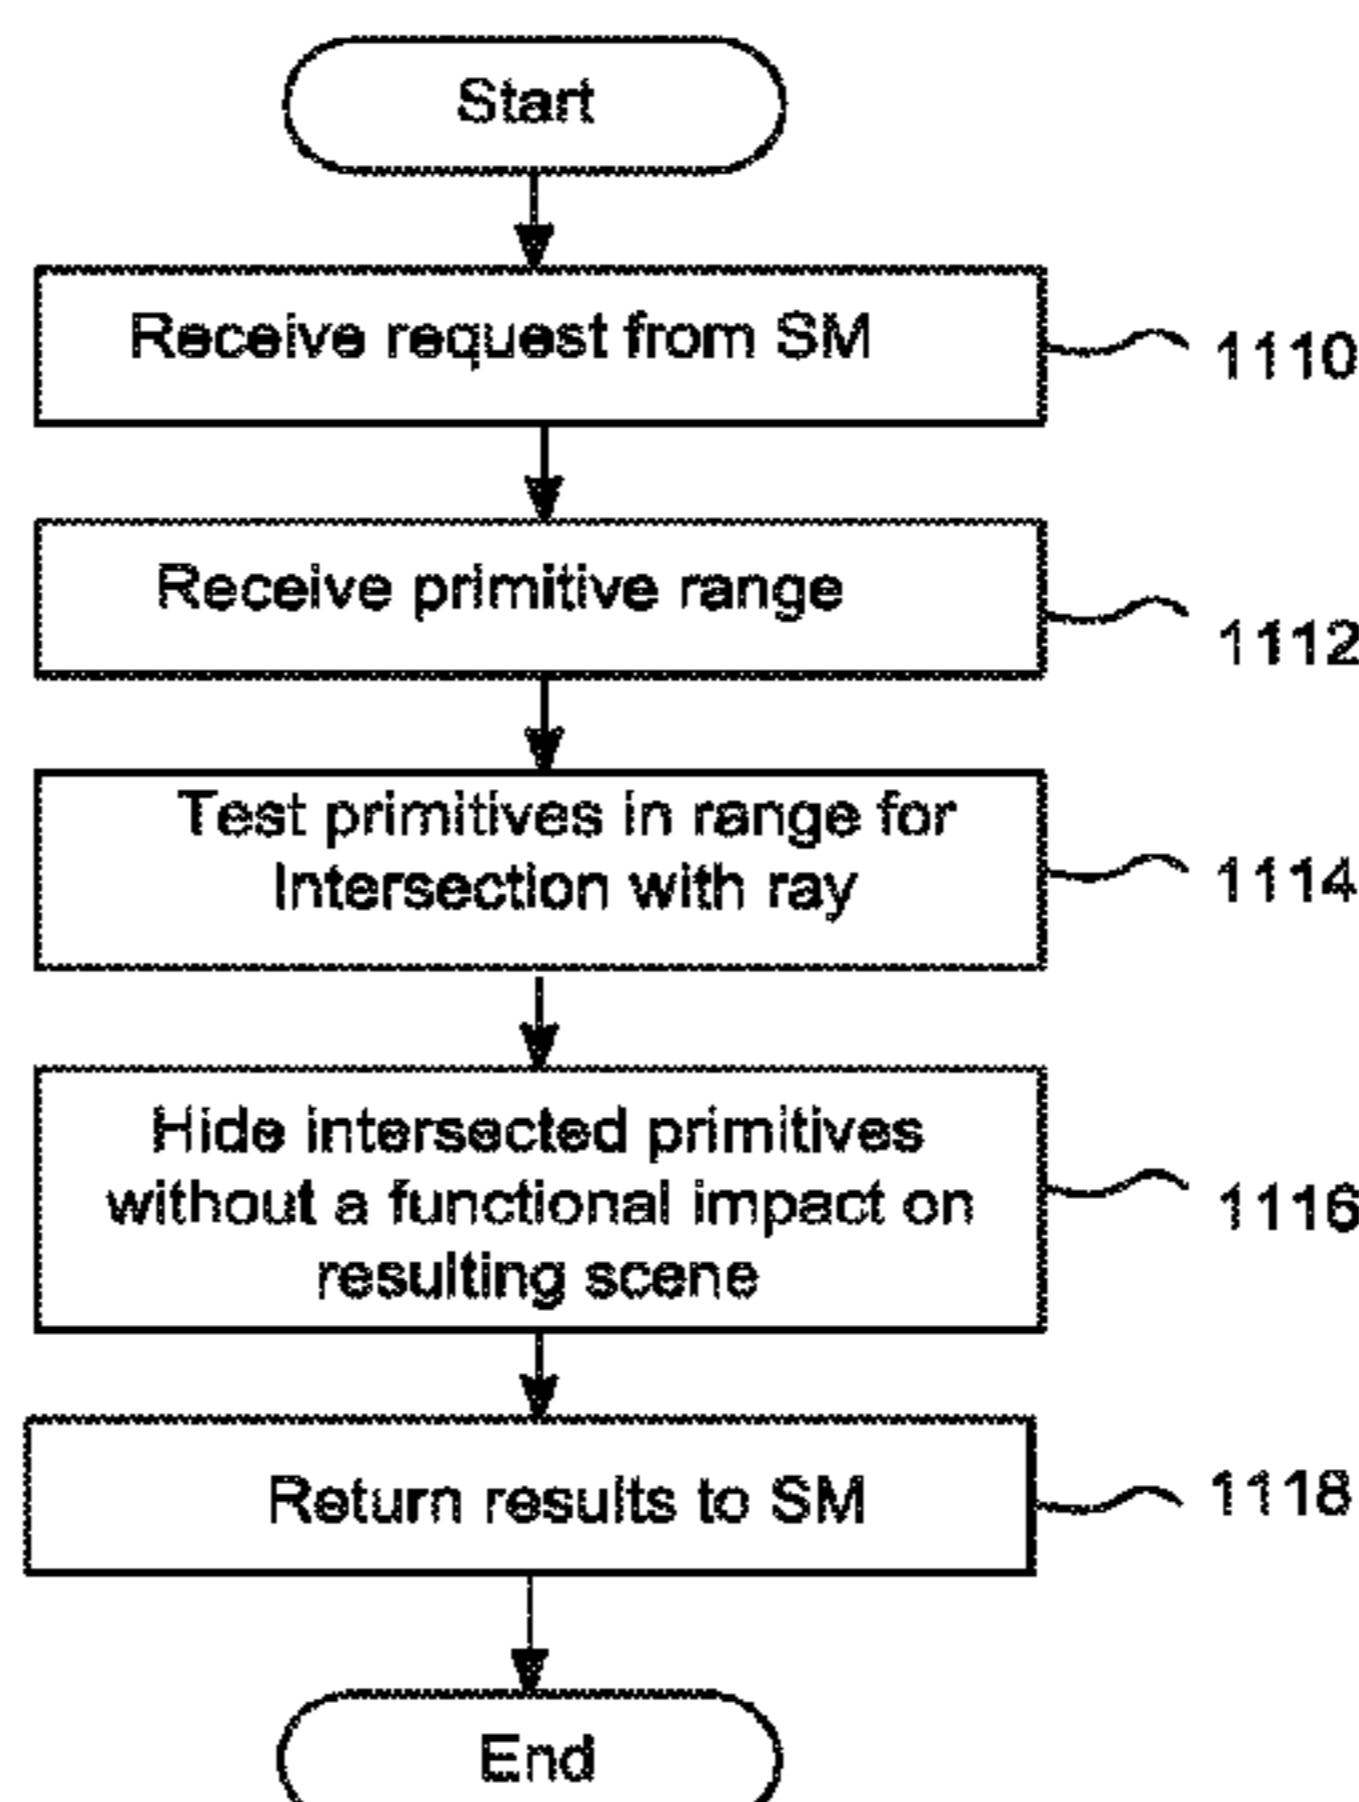 Start
Receive request from SM
1110
Receive primitive range
1112
Test primitives in range for
Intersection with ray
1114
Hide intersected primitives
without a functional impact on
resulting scene
1116
Return results to SM
1118
End